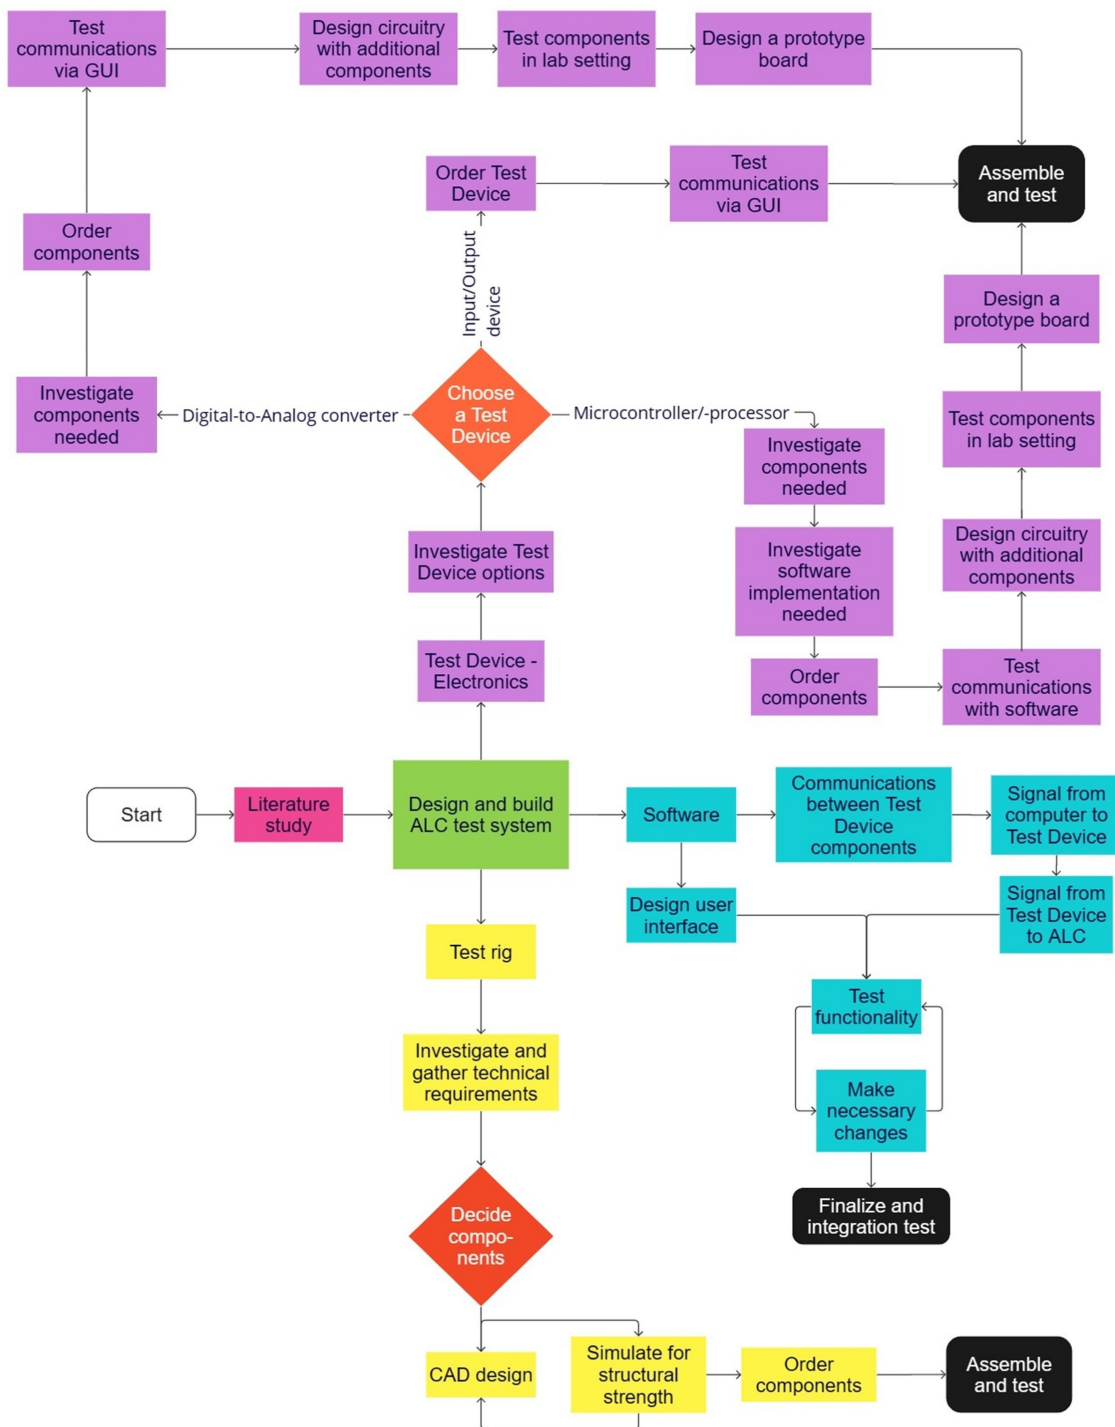 Test
communications
via GUI
Design circuitry
with additional
components
Test components
in lab setting
Design a prototype
board
Order Test
Device
Test
communications
via GUI
Assemble
and test
Order
components
Input/Output
device
Design a
prototype board
Investigate
components
needed
Digital-to-Analog converter
Choose
a Test
Device
Microcontroller/-processor
Investigate
components
needed
Test components
in lab setting
Investigate Test
Device options
Investigate
software
implementation
needed
Design circuitry
with additional
components
Test Device -
Electronics
Order
components
Test
communications
with software
Start
Literature
study
Design and build
ALC test system
Software
Communications
between Test
Device
components
Signal from
computer to
Test Device
Design user
interface
Signal from
Test Device
to ALC
Test rig
Test
functionality
Investigate and
gather technical
requirements
Make
necessary
changes
Decide
compo-
nents
Finalize and
integration test
CAD design
Simulate for
structural
strength
Order
components
Assemble
and test